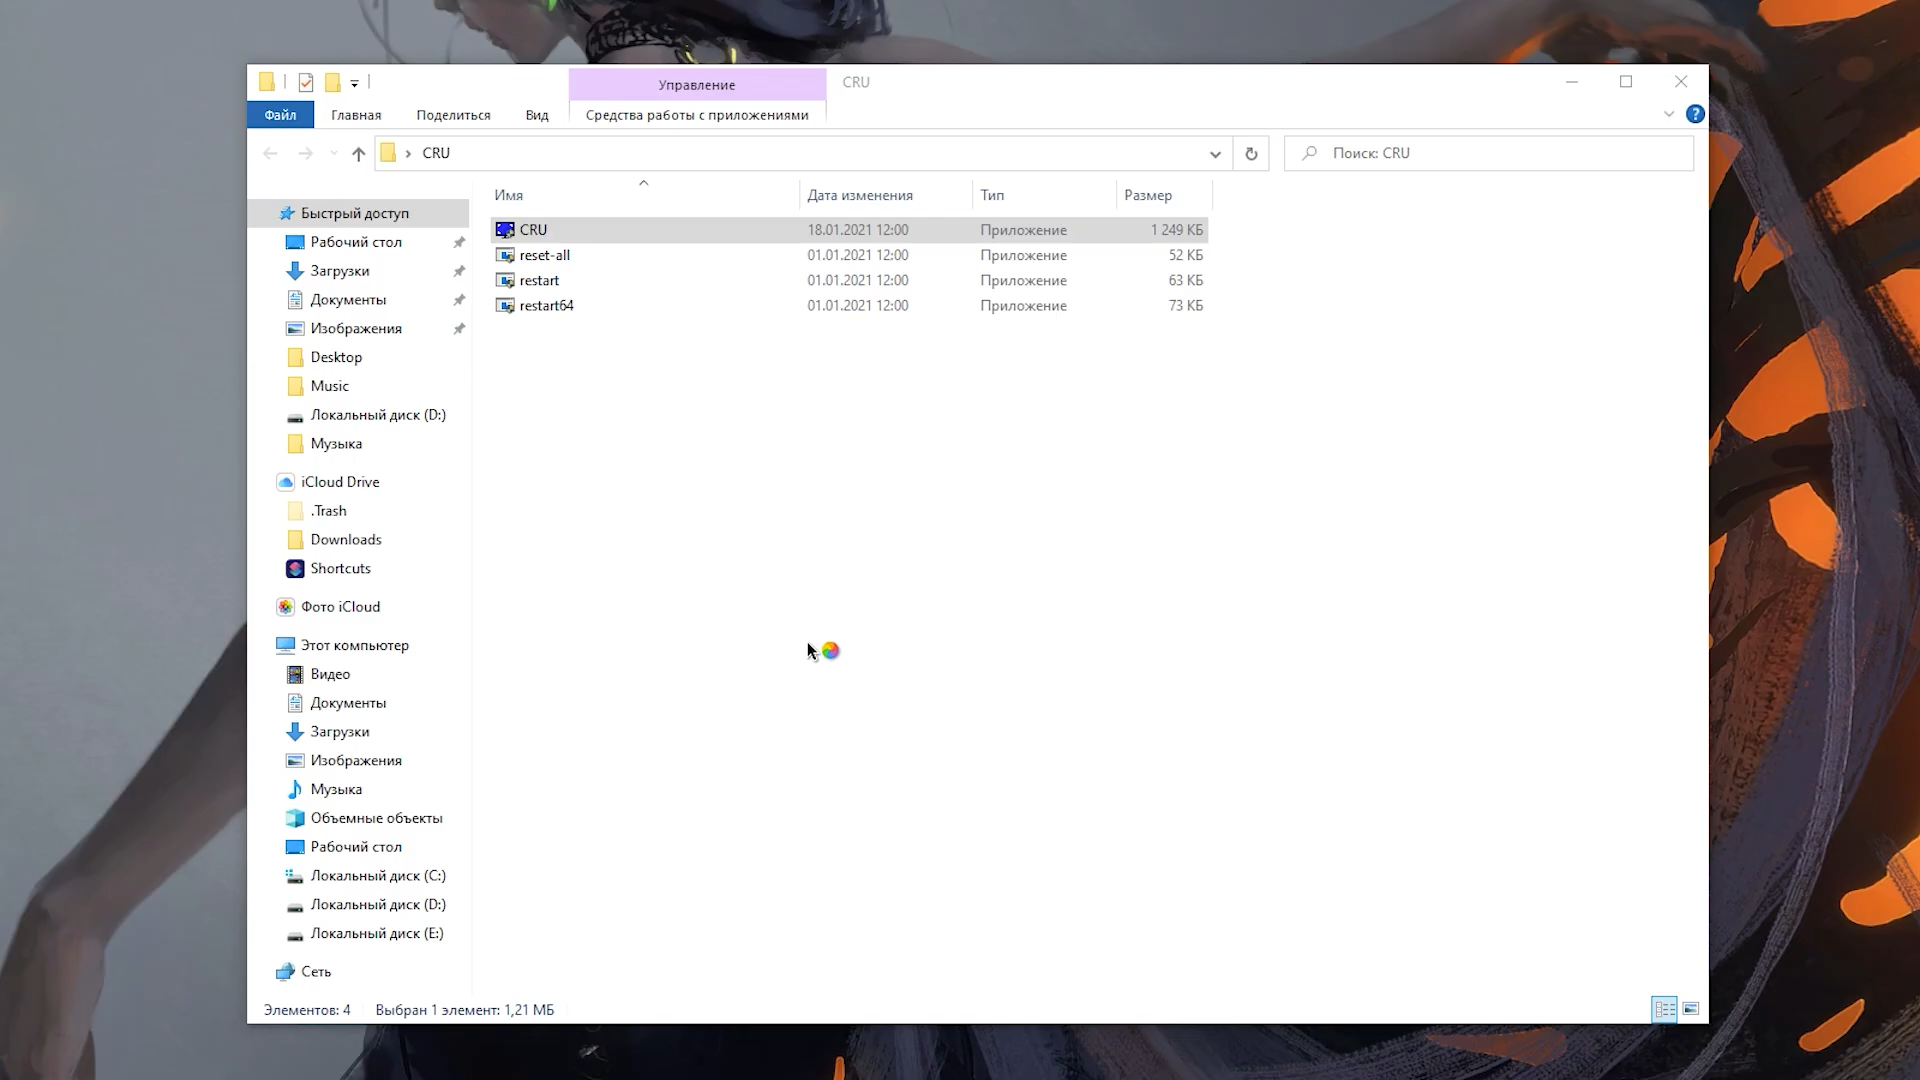 Управление
CRU
Файл
Главная
Поделиться
Вид
Средства работы с приложениями
?
CRU
Поиск: CRU
Имя
Дата изменения
Тип
Размер
CRU 18.01.2021 12:00 Приложение 1 249 КБ
reset-all 01.01.2021 12:00 Приложение 52 КБ
restart 01.01.2021 12:00 Приложение 63 КБ
restart64 01.01.2021 12:00 Приложение 73 КБ
Быстрый доступ
Рабочий стол
Загрузки
Документы
Изображения
Desktop
Music
Локальный диск (D:)
Музыка
iCloud Drive
.Trash
Downloads
Shortcuts
Фото iCloud
Этот компьютер
Видео
Документы
Загрузки
Изображения
Музыка
Объемные объекты
Рабочий стол
Локальный диск (C:)
Локальный диск (D:)
Локальный диск (E:)
Сеть
Элементов: 4
Выбран 1 элемент: 1,21 МБ